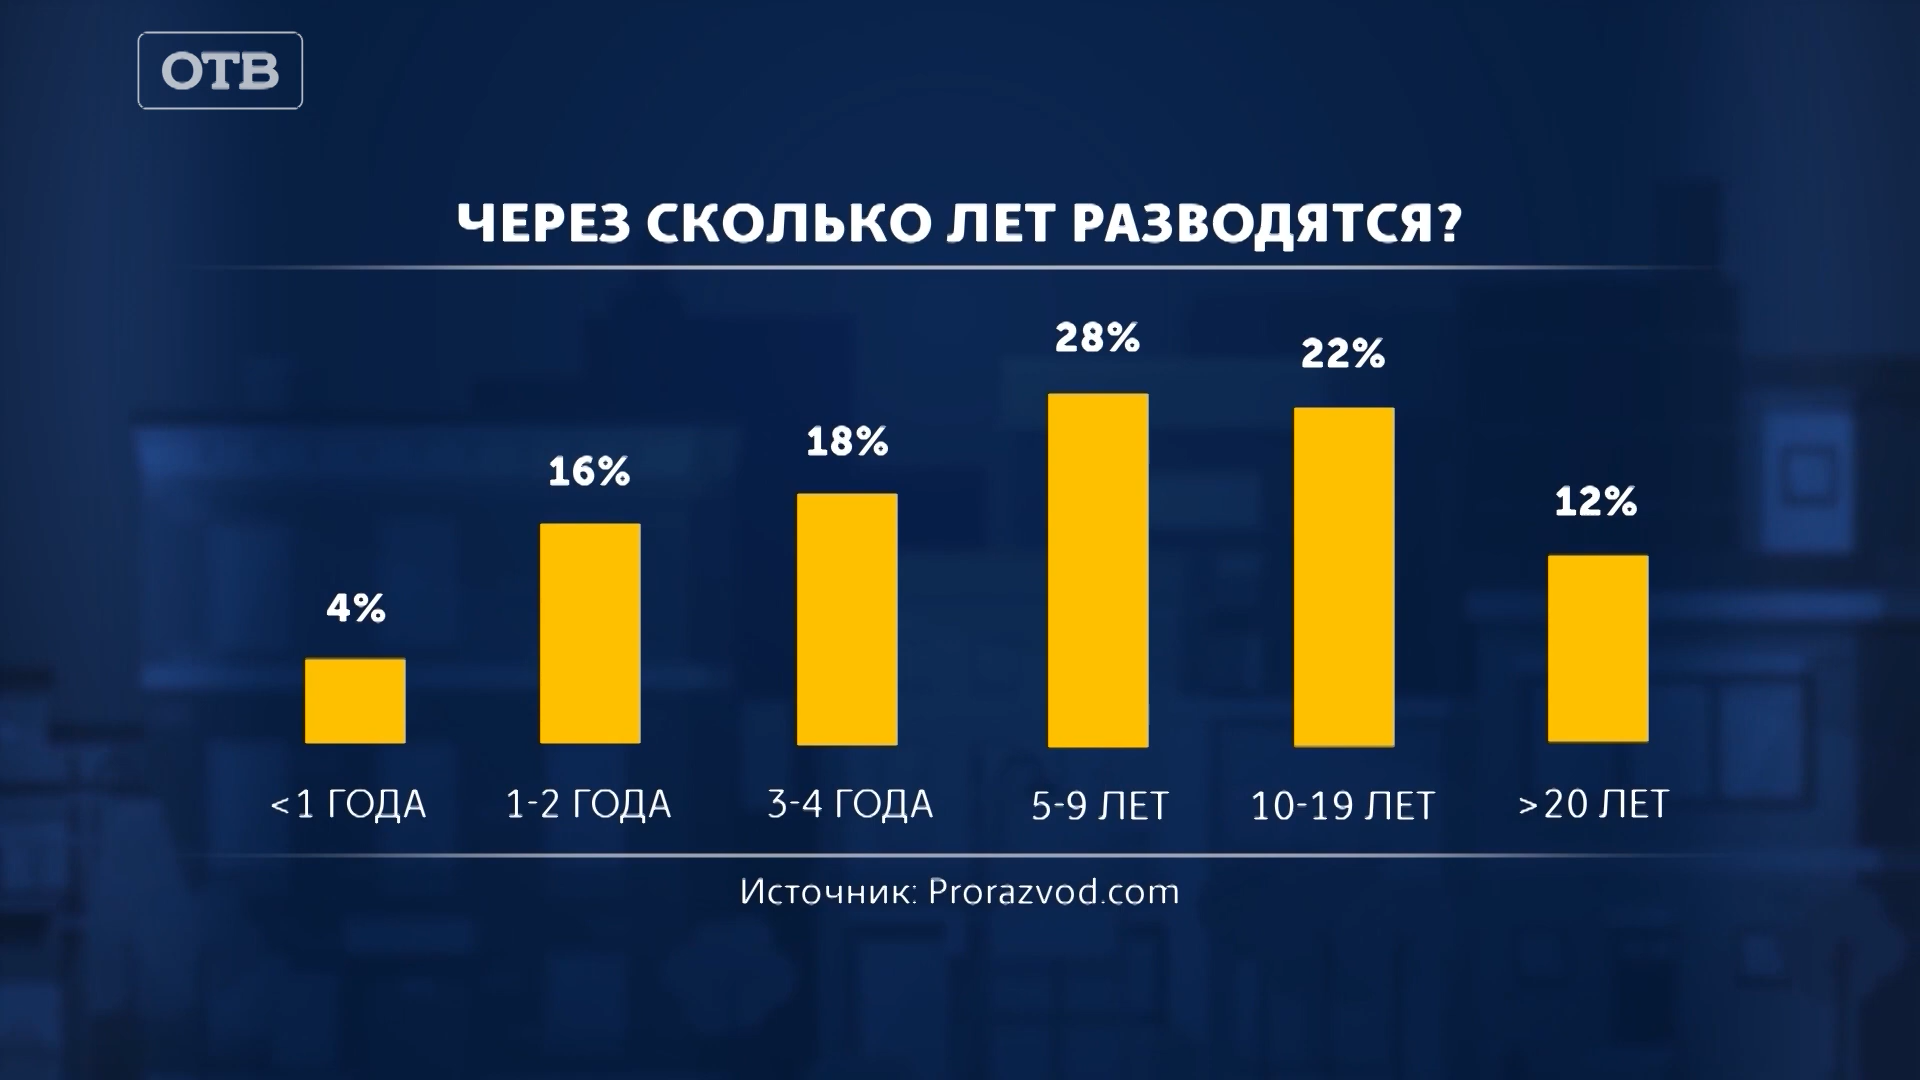 ОТВ
ЧЕРЕЗ СКОЛЬКО ЛЕТ РАЗВОДЯТСЯ?
4% 16% 18% 28% 22% 12%
<1 ГОДА 1-2 ГОДА 3-4 ГОДА 5-9 ЛЕТ 10-19 ЛЕТ >20 ЛЕТ
Источник: Prorazvod.com